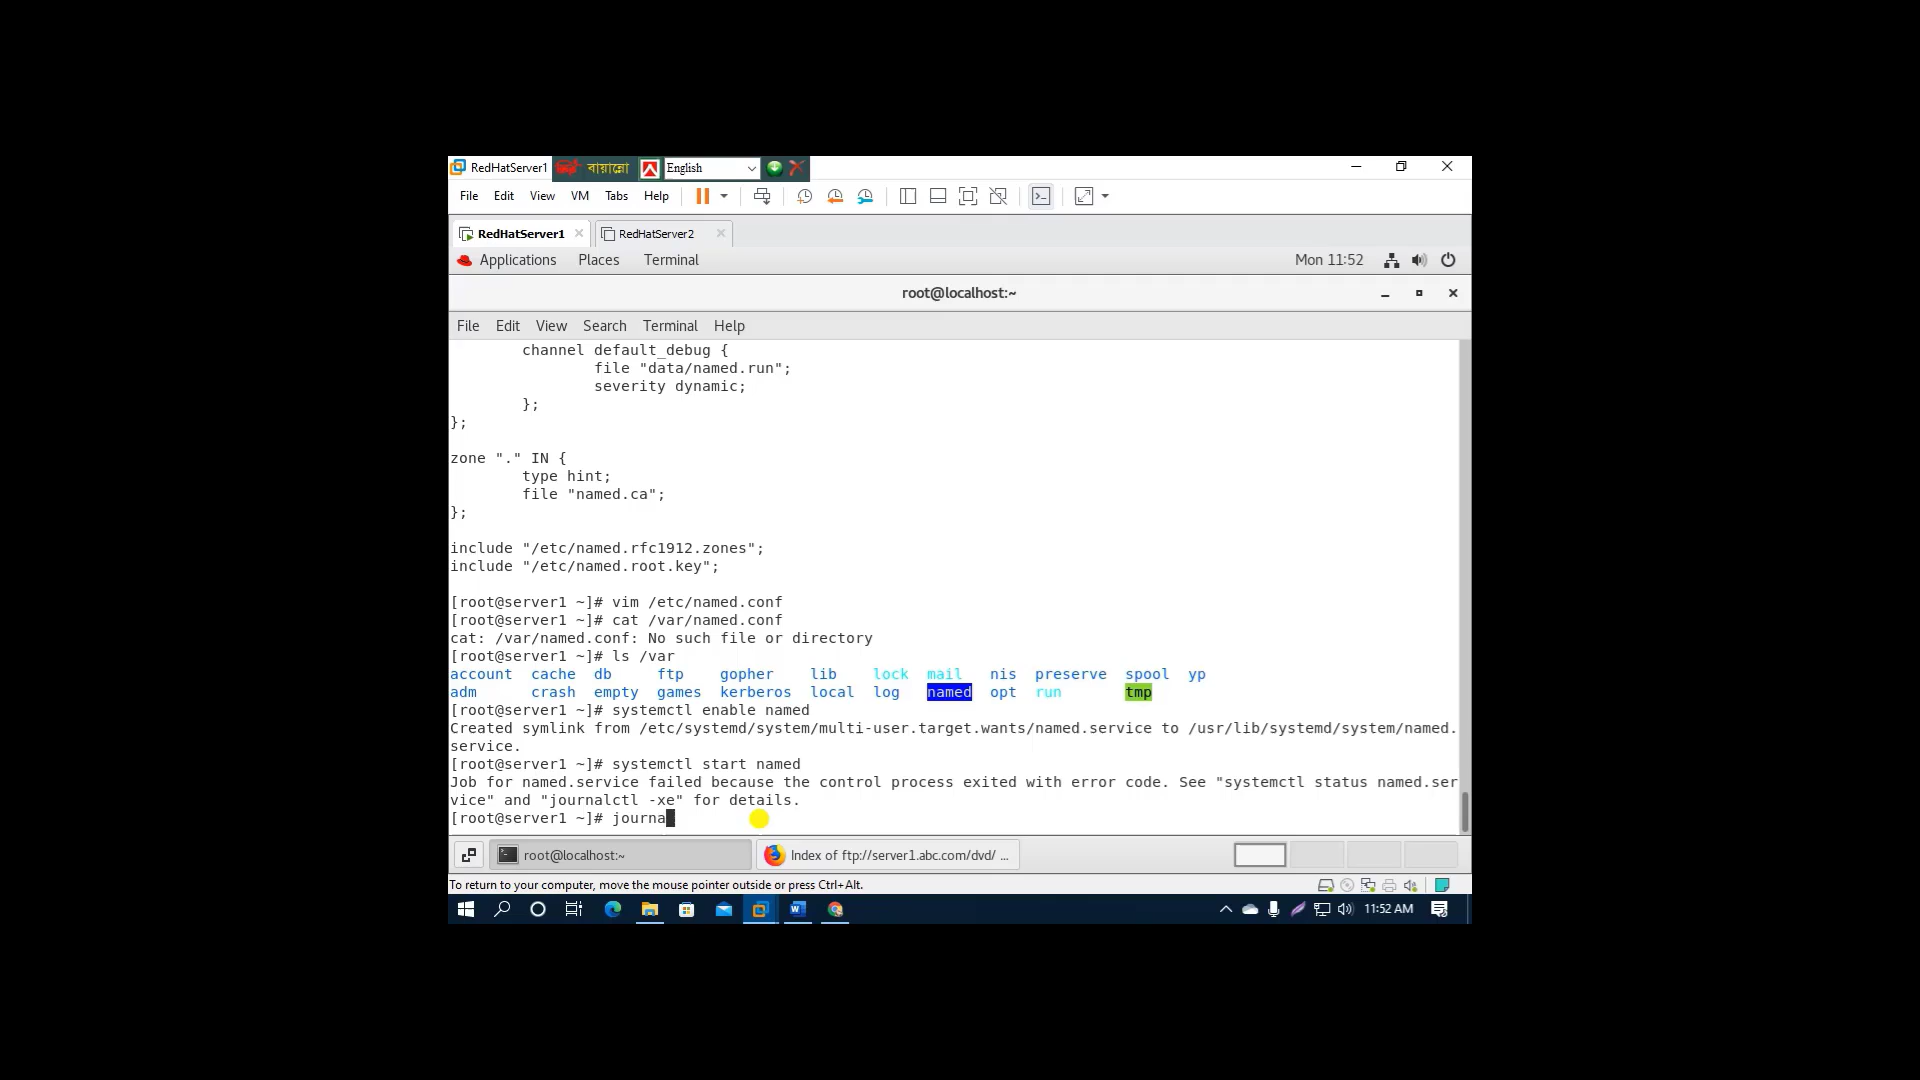 RedHatServer1 বায়ান্নো English
File Edit View VM Tabs Help
RedHatServer1 RedHatServer2
Applications Places Terminal Mon 11:52
root@localhost:~
File Edit View Search Terminal Help
channel default_debug {
file "data/named.run";
severity dynamic;
};
};
zone "." IN {
type hint;
file "named.ca";
};
include "/etc/named.rfc1912.zones";
include "/etc/named.root.key";
[root@server1 ~]# vim /etc/named.conf
[root@server1 ~]# cat /var/named.conf
cat: /var/named.conf: No such file or directory
[root@server1 ~]# ls /var
account cache db ftp gopher lib lock mail nis preserve spool yp
adm crash empty games kerberos local log named opt run tmp
[root@server1 ~]# systemctl enable named
Created symlink from /etc/systemd/system/multi-user.target.wants/named.service to /usr/lib/systemd/system/named.
service.
[root@server1 ~]# systemctl start named
Job for named.service failed because the control process exited with error code. See "systemctl status named.ser
vice" and "journalctl -xe" for details.
[root@server1 ~]# journa
root@localhost:~ Index of ftp://server1.abc.com/dvd/ ...
To return to your computer, move the mouse pointer outside or press Ctrl+Alt.
11:52 AM